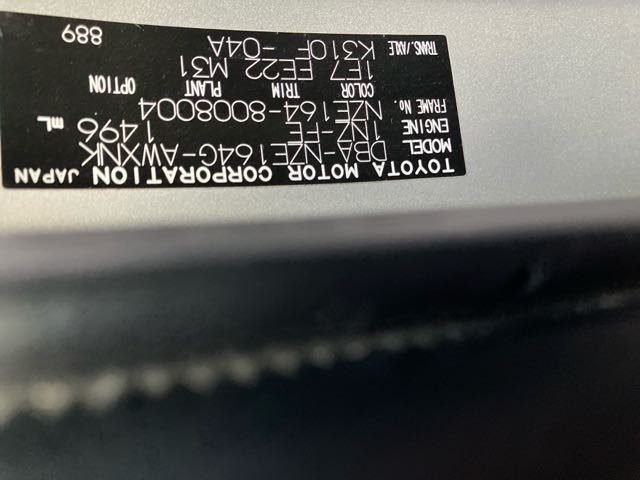 TOYOTA MOTOR CORPORATION JAPAN
MODEL DBA-NZE164G-AWXNK
ENGINE 1NZ-FE 1496 mL
FRAME No. NZE164-8008004
COLOR TRIM PLANT OPTION
1E7 FE22 M31
TRANS./AXLE K310F-04A
889